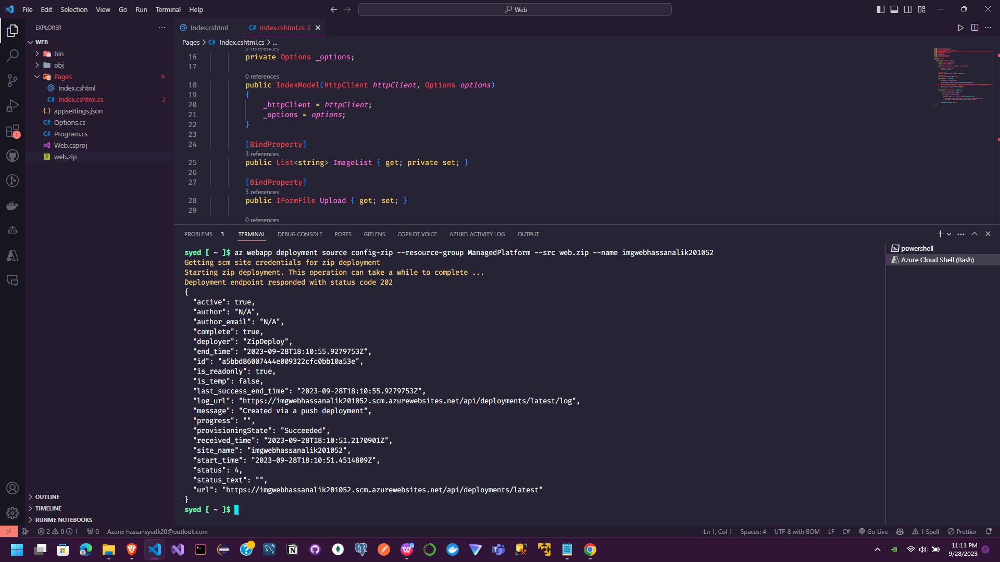 File Edit Selection View Go Run Terminal Help
Web
EXPLORER
Index.cshtml
Index.cshtml.cs 2
Pages > Index.cshtml.cs > ...
WEB
bin
obj
Pages
Index.cshtml
Index.cshtml.cs 2
appsettings.json
Options.cs
Program.cs
Web.csproj
web.zip
3 references
16 private Options _options;
17
0 references
18 public IndexModel(HttpClient httpClient, Options options)
19 {
20 _httpClient = httpClient;
21 _options = options;
22 }
23
24 [BindProperty]
3 references
25 public List<string> ImageList { get; private set; }
26
27 [BindProperty]
5 references
28 public IFormFile Upload { get; set; }
29
0 references
PROBLEMS 3 TERMINAL DEBUG CONSOLE PORTS GITLENS COPILOT VOICE AZURE: ACTIVITY LOG OUTPUT
powershell
Azure Cloud Shell (Bash)
syed [ ~ ]$ az webapp deployment source config-zip --resource-group ManagedPlatform --src web.zip --name imgwebhassanalik201052
Getting scm site credentials for zip deployment
Starting zip deployment. This operation can take a while to complete ...
Deployment endpoint responded with status code 202
{
"active": true,
"author": "N/A",
"author_email": "N/A",
"complete": true,
"deployer": "ZipDeploy",
"end_time": "2023-09-28T18:10:55.9279753Z",
"id": "a5bbd86007444e009322cfc0bb10a53e",
"is_readonly": true,
"is_temp": false,
"last_success_end_time": "2023-09-28T18:10:55.9279753Z",
"log_url": "https://imgwebhassanalik201052.scm.azurewebsites.net/api/deployments/latest/log",
"message": "Created via a push deployment",
"progress": "",
"provisioningState": "Succeeded",
"received_time": "2023-09-28T18:10:51.2170901Z",
"site_name": "imgwebhassanalik201052",
"start_time": "2023-09-28T18:10:51.4514809Z",
"status": 4,
"status_text": "",
"url": "https://imgwebhassanalik201052.scm.azurewebsites.net/api/deployments/latest"
}
syed [ ~ ]$
OUTLINE
TIMELINE
RUNME NOTEBOOKS
2 0 1 0 Azure: hassansyedk20@outlook.com
Ln 1, Col 1 Spaces: 4 UTF-8 with BOM LF C# Go Live 1 Spell Prettier
11:11 PM
9/28/2023
1